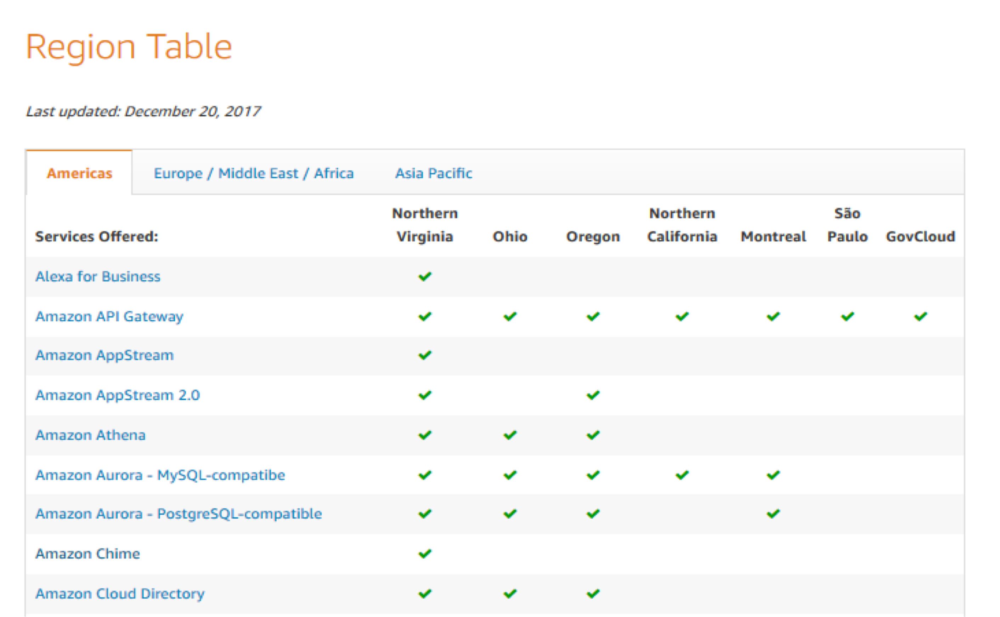 Region Table
Last updated: December 20, 2017
Americas Europe / Middle East / Africa Asia Pacific
Services Offered: Northern Virginia Ohio Oregon Northern California Montreal São Paulo GovCloud
Alexa for Business ✔
Amazon API Gateway ✔ ✔ ✔ ✔ ✔ ✔ ✔
Amazon AppStream ✔
Amazon AppStream 2.0 ✔ ✔
Amazon Athena ✔ ✔ ✔
Amazon Aurora - MySQL-compatibe ✔ ✔ ✔ ✔ ✔
Amazon Aurora - PostgreSQL-compatible ✔ ✔ ✔ ✔
Amazon Chime ✔
Amazon Cloud Directory ✔ ✔ ✔